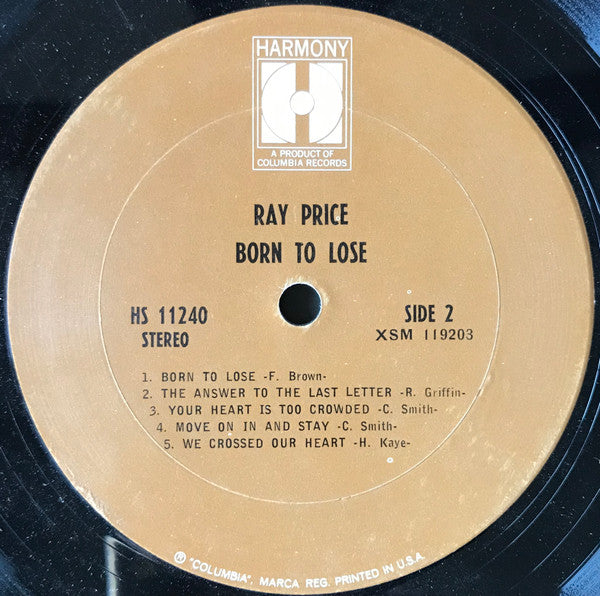 HARMONY
A PRODUCT OF
COLUMBIA RECORDS
RAY PRICE
BORN TO LOSE
HS 11240
STEREO
SIDE 2
XSM 119203
1. BORN TO LOSE -F. Brown-
2. THE ANSWER TO THE LAST LETTER -R. Griffin-
3. YOUR HEART IS TOO CROWDED -C. Smith-
4. MOVE ON IN AND STAY -C. Smith-
5. WE CROSSED OUR HEART -H. Kaye-
® "COLUMBIA", MARCA REG. PRINTED IN U.S.A.